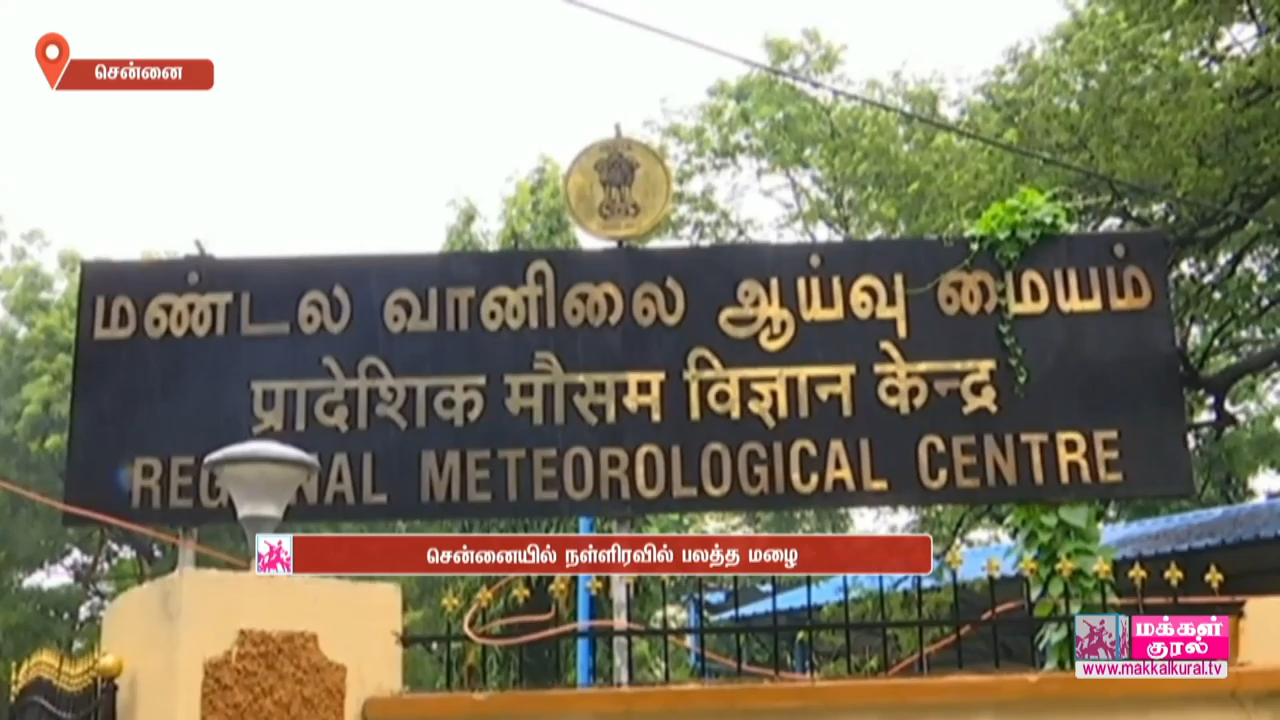 சென்னை
மண்டல வானிலை ஆய்வு மையம்
प्रादेशिक मौसम विज्ञान केन्द्र
METEOROLOGICAL CENTRE
சென்னையில் நள்ளிரவில் பலத்த மழை
மக்கள்
குரல்
www.makkalkural.tv